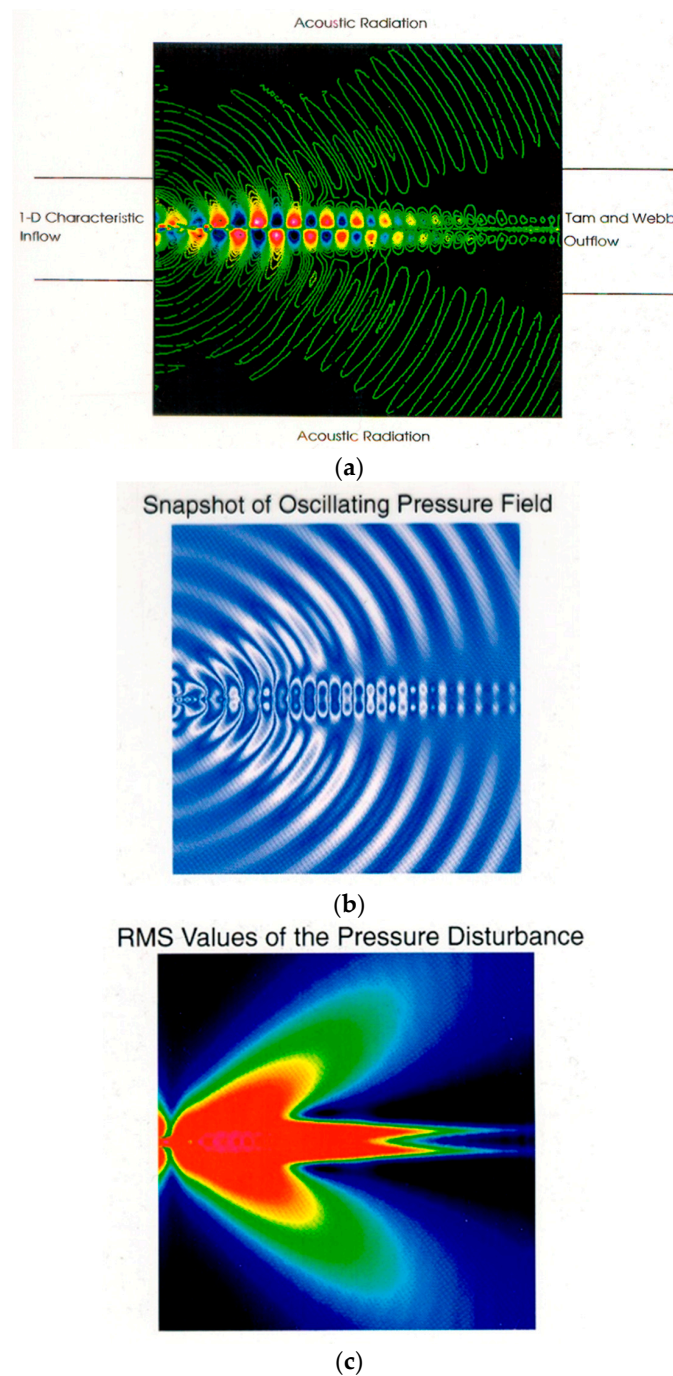 Acoustic Radiation
1-D Characteristic
Inflow
Tam and Webb
Outflow
Acoustic Radiation
(a)
Snapshot of Oscillating Pressure Field
(b)
RMS Values of the Pressure Disturbance
(c)